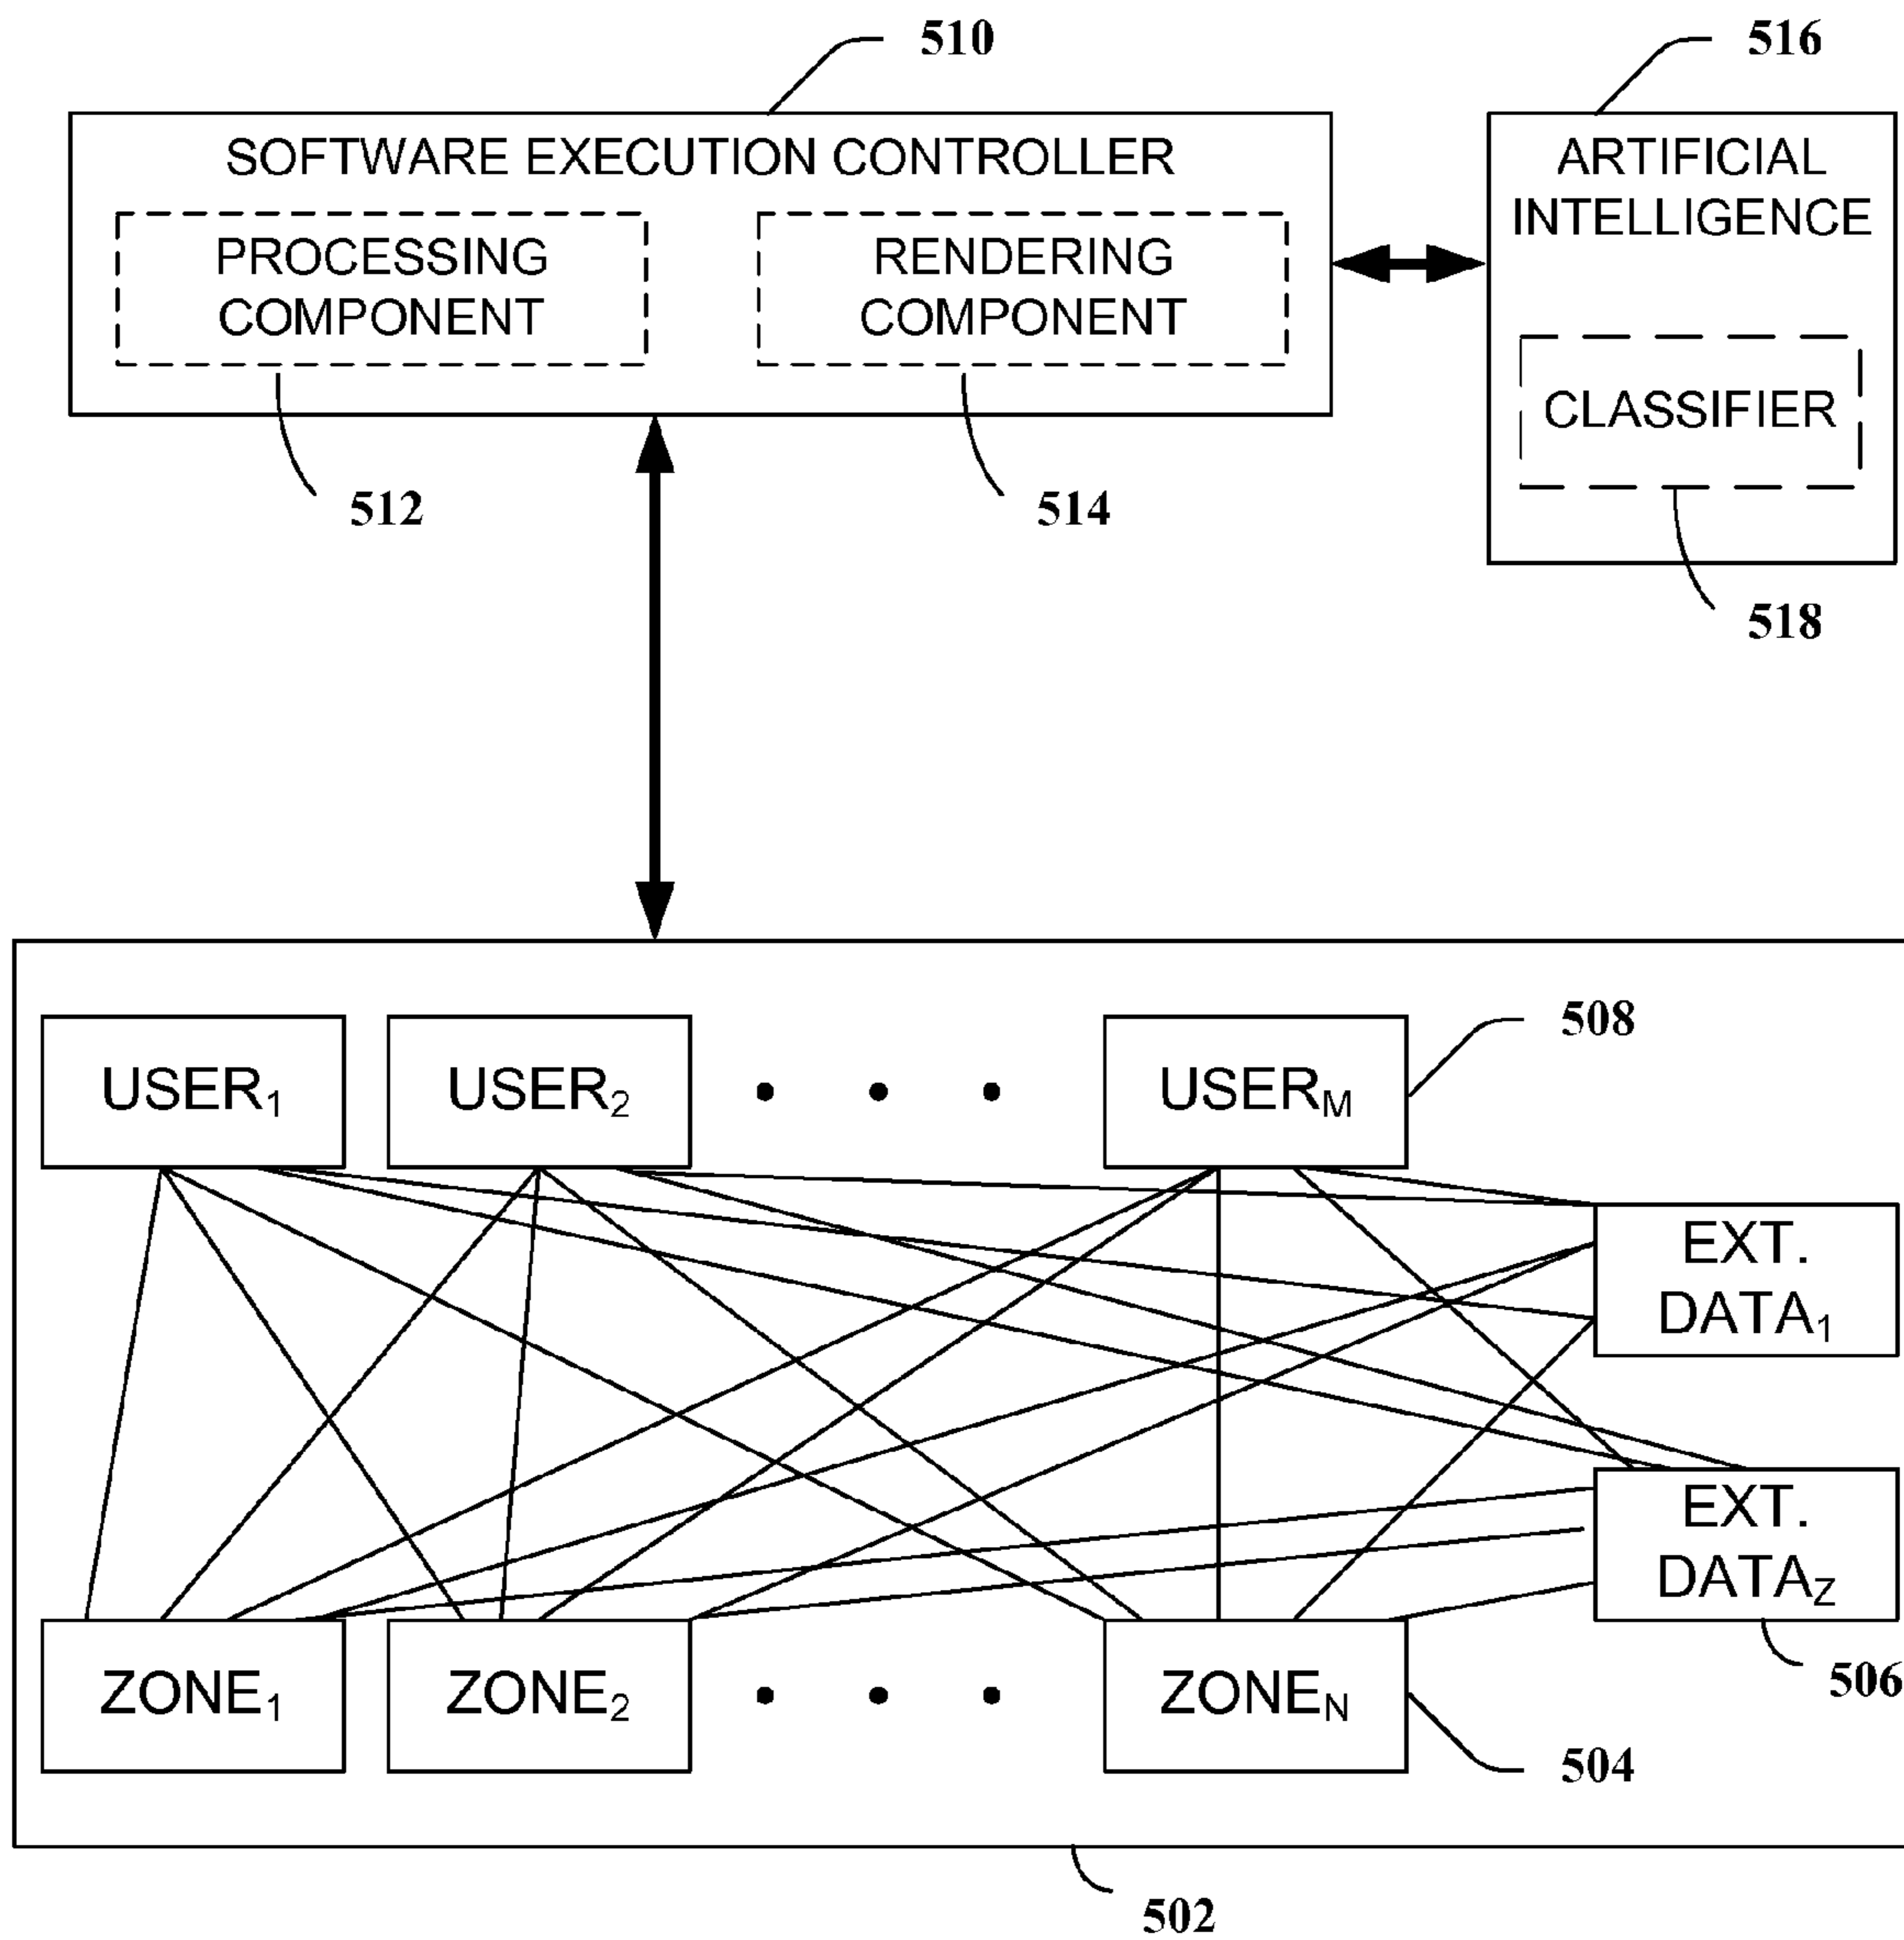 510
516
SOFTWARE EXECUTION CONTROLLER
PROCESSING
COMPONENT
RENDERING
COMPONENT
ARTIFICIAL
INTELLIGENCE
CLASSIFIER
512
514
518
508
USER1
USER2
• • •
USERM
EXT.
DATA1
EXT.
DATAZ
506
ZONE1
ZONE2
• • •
ZONEN
504
502